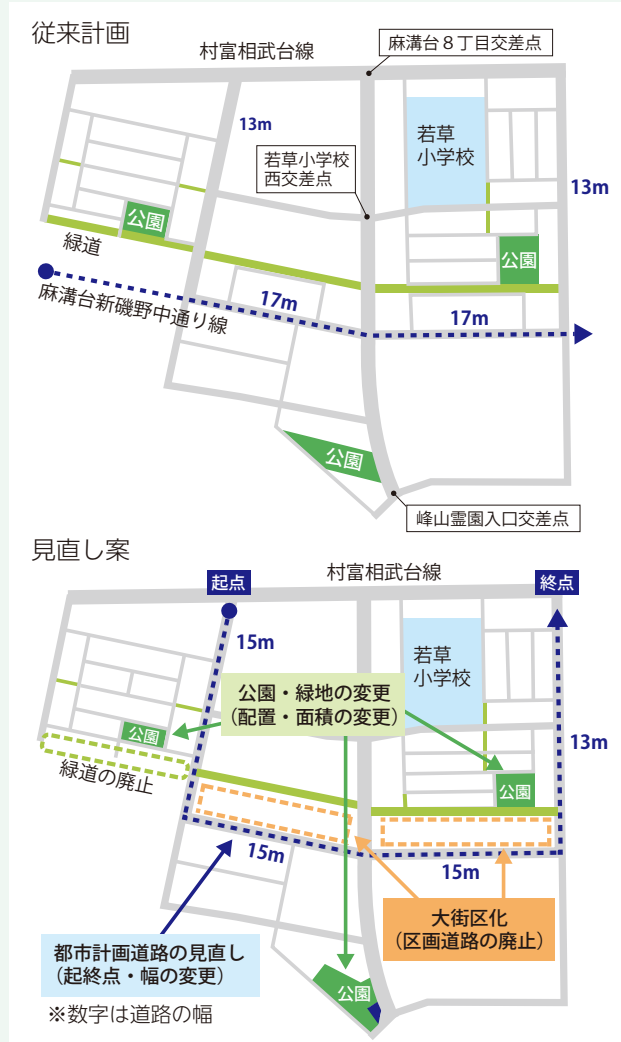 従来計画
麻溝台8丁目交差点
村富相武台線
13m
若草
小学校
若草小学校
西交差点
13m
公園
緑道
公園
麻溝台新磯野中通り線
17m
17m
公園
峰山霊園入口交差点
見直し案
村富相武台線
起点
終点
15m
若草
小学校
公園・緑地の変更
(配置・面積の変更)
公園
13m
緑道の廃止
公園
15m
15m
大街区化
(区画道路の廃止)
都市計画道路の見直し
(起終点・幅の変更)
公園
※数字は道路の幅